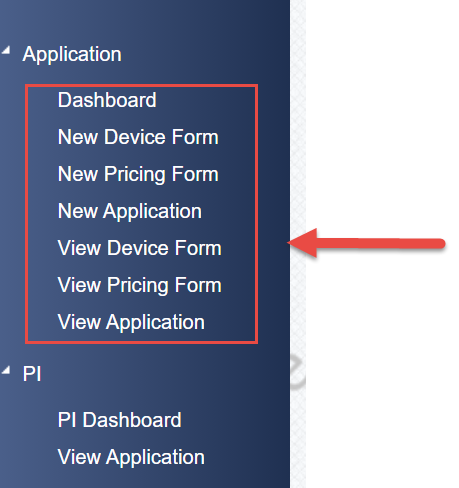 Application
Dashboard
New Device Form
New Pricing Form
New Application
View Device Form
View Pricing Form
View Application
PI
PI Dashboard
View Application